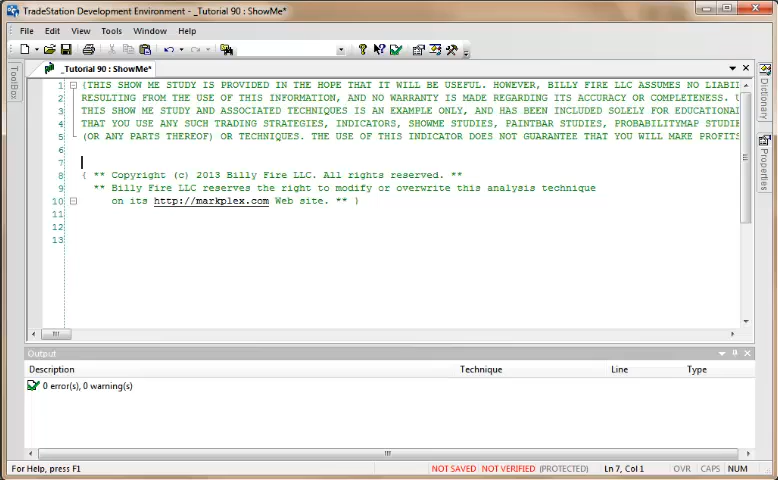 TradeStation Development Environment - _Tutorial 90 : ShowMe*
File Edit View Tools Window Help
_Tutorial 90 : ShowMe*
ToolBox
Dictionary
Properties
1 {THIS SHOW ME STUDY IS PROVIDED IN THE HOPE THAT IT WILL BE USEFUL. HOWEVER, BILLY FIRE LLC ASSUMES NO LIABIL
2 RESULTING FROM THE USE OF THIS INFORMATION, AND NO WARRANTY IS MADE REGARDING ITS ACCURACY OR COMPLETENESS. U
3 THIS SHOW ME STUDY AND ASSOCIATED TECHNIQUES IS AN EXAMPLE ONLY, AND HAS BEEN INCLUDED SOLELY FOR EDUCATIONA
4 THAT YOU USE ANY SUCH TRADING STRATEGIES, INDICATORS, SHOWME STUDIES, PAINTBAR STUDIES, PROBABILITYMAP STUDIE
5 (OR ANY PARTS THEREOF) OR TECHNIQUES. THE USE OF THIS INDICATOR DOES NOT GUARANTEE THAT YOU WILL MAKE PROFITS
6
7
8 { ** Copyright (c) 2013 Billy Fire LLC. All rights reserved. **
9 ** Billy Fire LLC reserves the right to modify or overwrite this analysis technique
10 on its http://markplex.com Web site. ** }
11
12
13
Output
Description Technique Line Type
0 error(s), 0 warning(s)
For Help, press F1 NOT SAVED NOT VERIFIED (PROTECTED) Ln 7, Col 1 OVR CAPS NUM